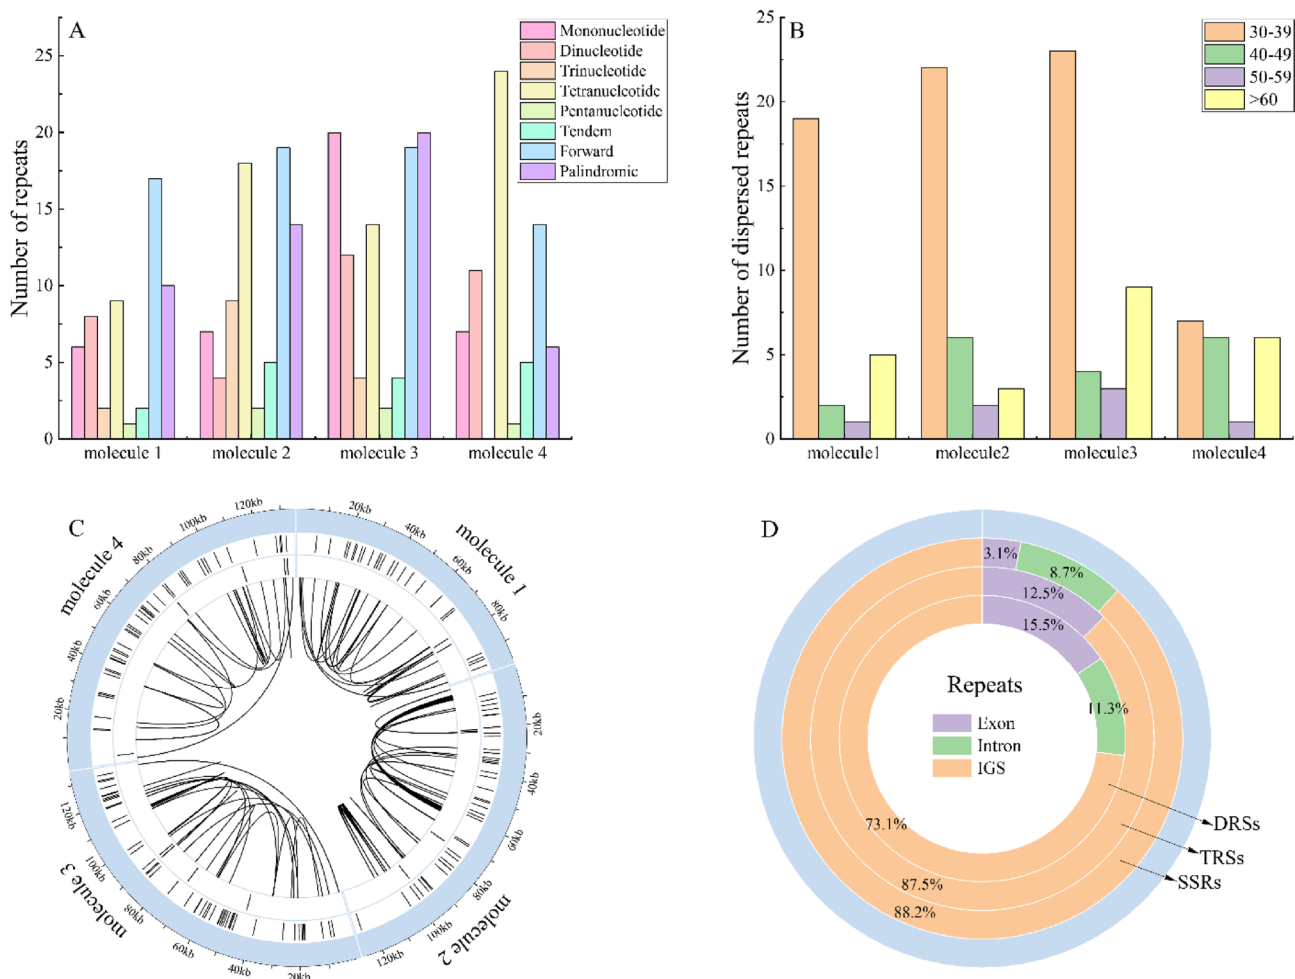 A
Mononucleotide
Dinucleotide
Trinucleotide
Tetranucleotide
Pentanucleotide
Tendem
Forward
Palindromic
Number of repeats
25
20
15
10
5
0
molecule 1 molecule 2 molecule 3 molecule 4
B
30-39
40-49
50-59
>60
Number of dispersed repeats
25
20
15
10
5
0
molecule1 molecule2 molecule3 molecule4
C
molecule 1
20kb
40kb
60kb
80kb
molecule 2
20kb
40kb
60kb
80kb
100kb
120kb
molecule 3
20kb
40kb
60kb
80kb
100kb
120kb
molecule 4
20kb
40kb
60kb
80kb
100kb
120kb
D
3.1%
8.7%
12.5%
15.5%
11.3%
Repeats
Exon
Intron
IGS
73.1%
87.5%
88.2%
DRSs
TRSs
SSRs